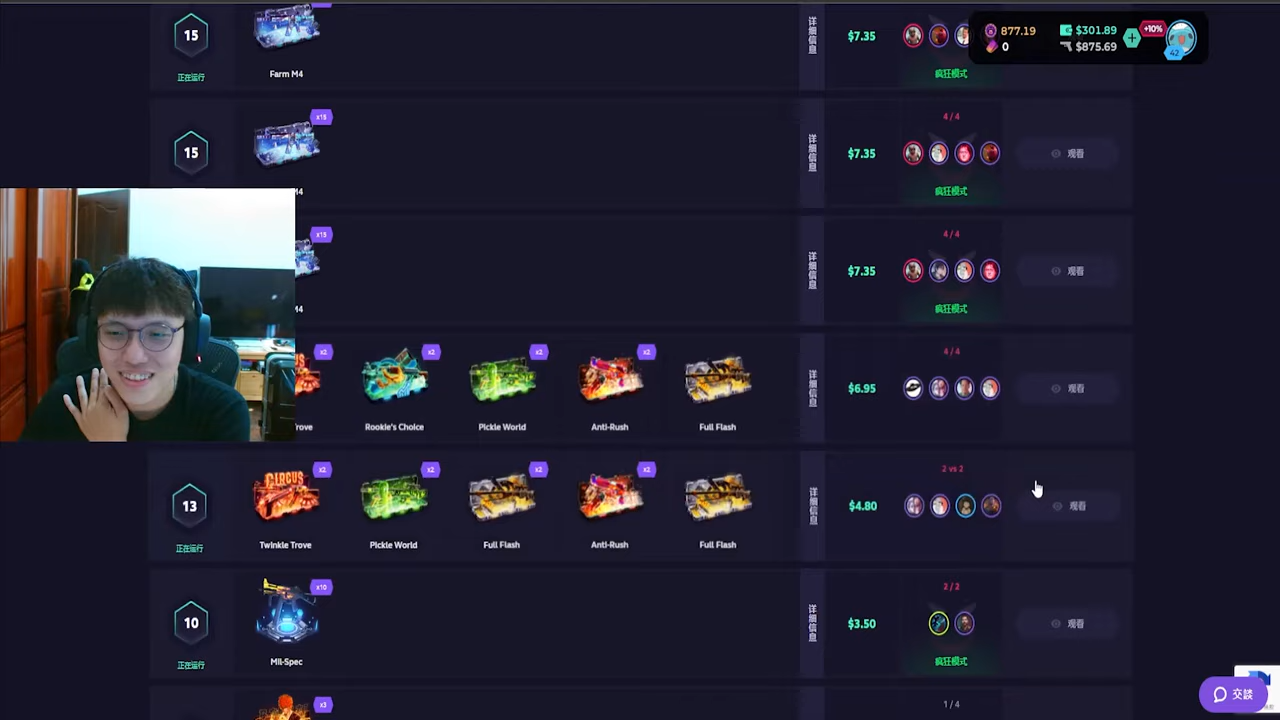 15
正在运行
Farm M4
详细信息
$7.35
疯狂模式
877.19
0
$301.89
$875.69
+
+10%
42
15
x15
M4
详细信息
$7.35
4 / 4
疯狂模式
观看
x15
M4
详细信息
$7.35
4 / 4
疯狂模式
观看
x2
rove
x2
Rookie's Choice
x2
Pickle World
x2
Anti-Rush
Full Flash
详细信息
$6.95
4 / 4
观看
13
正在运行
CIRCUS
x2
Twinkle Trove
x2
Pickle World
x2
Full Flash
x2
Anti-Rush
Full Flash
详细信息
$4.80
2 vs 2
观看
10
正在运行
x10
Mil-Spec
详细信息
$3.50
2 / 2
疯狂模式
观看
x3
1 / 4
交談